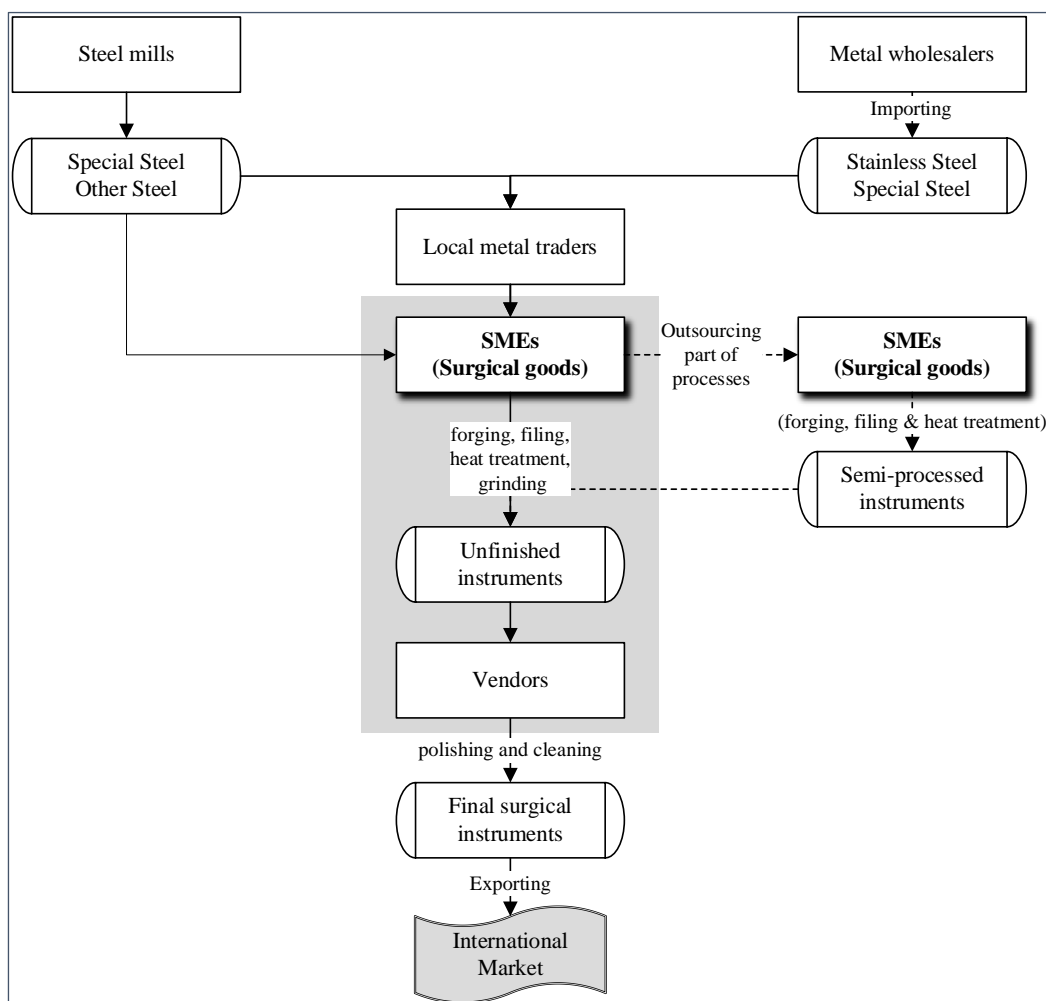 Steel mills
Metal wholesalers
Importing
Special Steel
Other Steel
Stainless Steel
Special Steel
Local metal traders
SMEs
(Surgical goods)
Outsourcing
part of
processes
SMEs
(Surgical goods)
forging, filing,
heat treatment,
grinding
(forging, filing & heat treatment)
Semi-processed
instruments
Unfinished
instruments
Vendors
polishing and cleaning
Final surgical
instruments
Exporting
International
Market